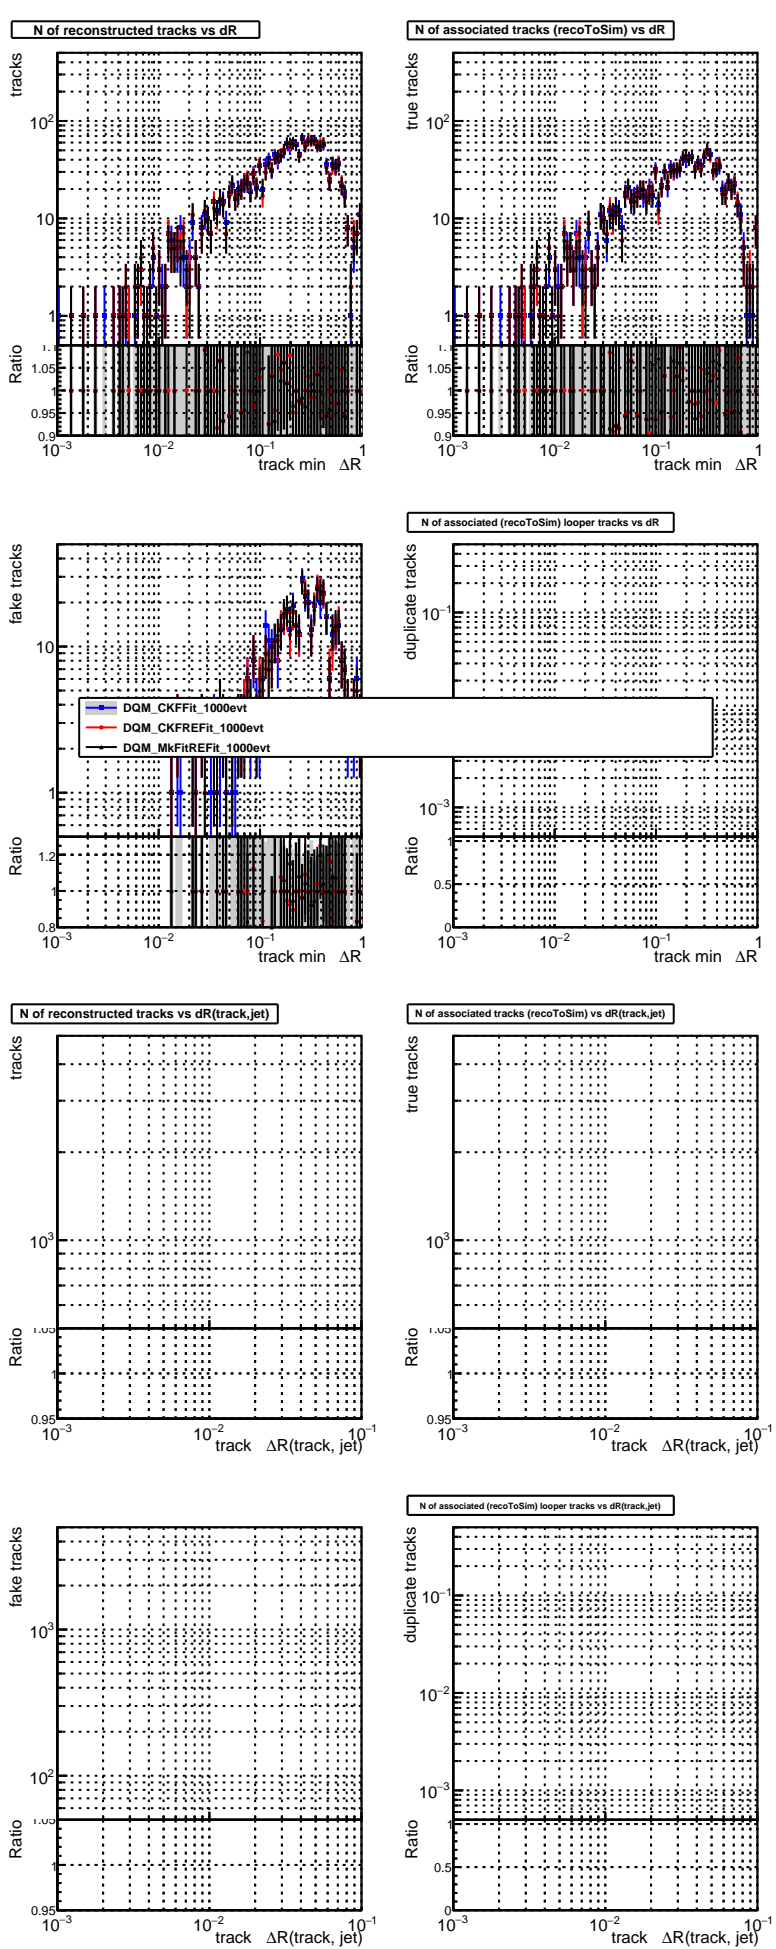 N of reconstructed tracks vs dR
N of associated tracks (recoToSim) vs dR
tracks
10²
10
1
Ratio
1.1
1.05
1
0.95
0.9
10⁻³ 10⁻² 10⁻¹ 1
track min ΔR
true tracks
10²
10
1
Ratio
1.1
1.05
1
0.95
0.9
10⁻³ 10⁻² 10⁻¹ 1
track min ΔR
N of associated (recoToSim) looper tracks vs dR
fake tracks
10
1
Ratio
1.2
1
0.8
10⁻³ 10⁻² 10⁻¹ 1
track min ΔR
duplicate tracks
10⁻¹
10⁻³
Ratio
1
0.5
0
10⁻³ 10⁻² 10⁻¹ 1
track min ΔR
DQM_CKFFit_1000evt
DQM_CKFREFit_1000evt
DQM_MkFitREFit_1000evt
N of reconstructed tracks vs dR(track,jet)
N of associated tracks (recoToSim) vs dR(track,jet)
tracks
10³
Ratio
1.05
1
0.95
10⁻³ 10⁻² 10⁻¹
track ΔR(track, jet)
true tracks
10³
Ratio
1.05
1
0.95
10⁻³ 10⁻² 10⁻¹
track ΔR(track, jet)
N of associated (recoToSim) looper tracks vs dR(track,jet)
fake tracks
10³
10²
Ratio
1.05
1
0.95
10⁻³ 10⁻² 10⁻¹
track ΔR(track, jet)
duplicate tracks
10⁻¹
10⁻²
10⁻³
Ratio
1
0.5
0
10⁻³ 10⁻² 10⁻¹
track ΔR(track, jet)